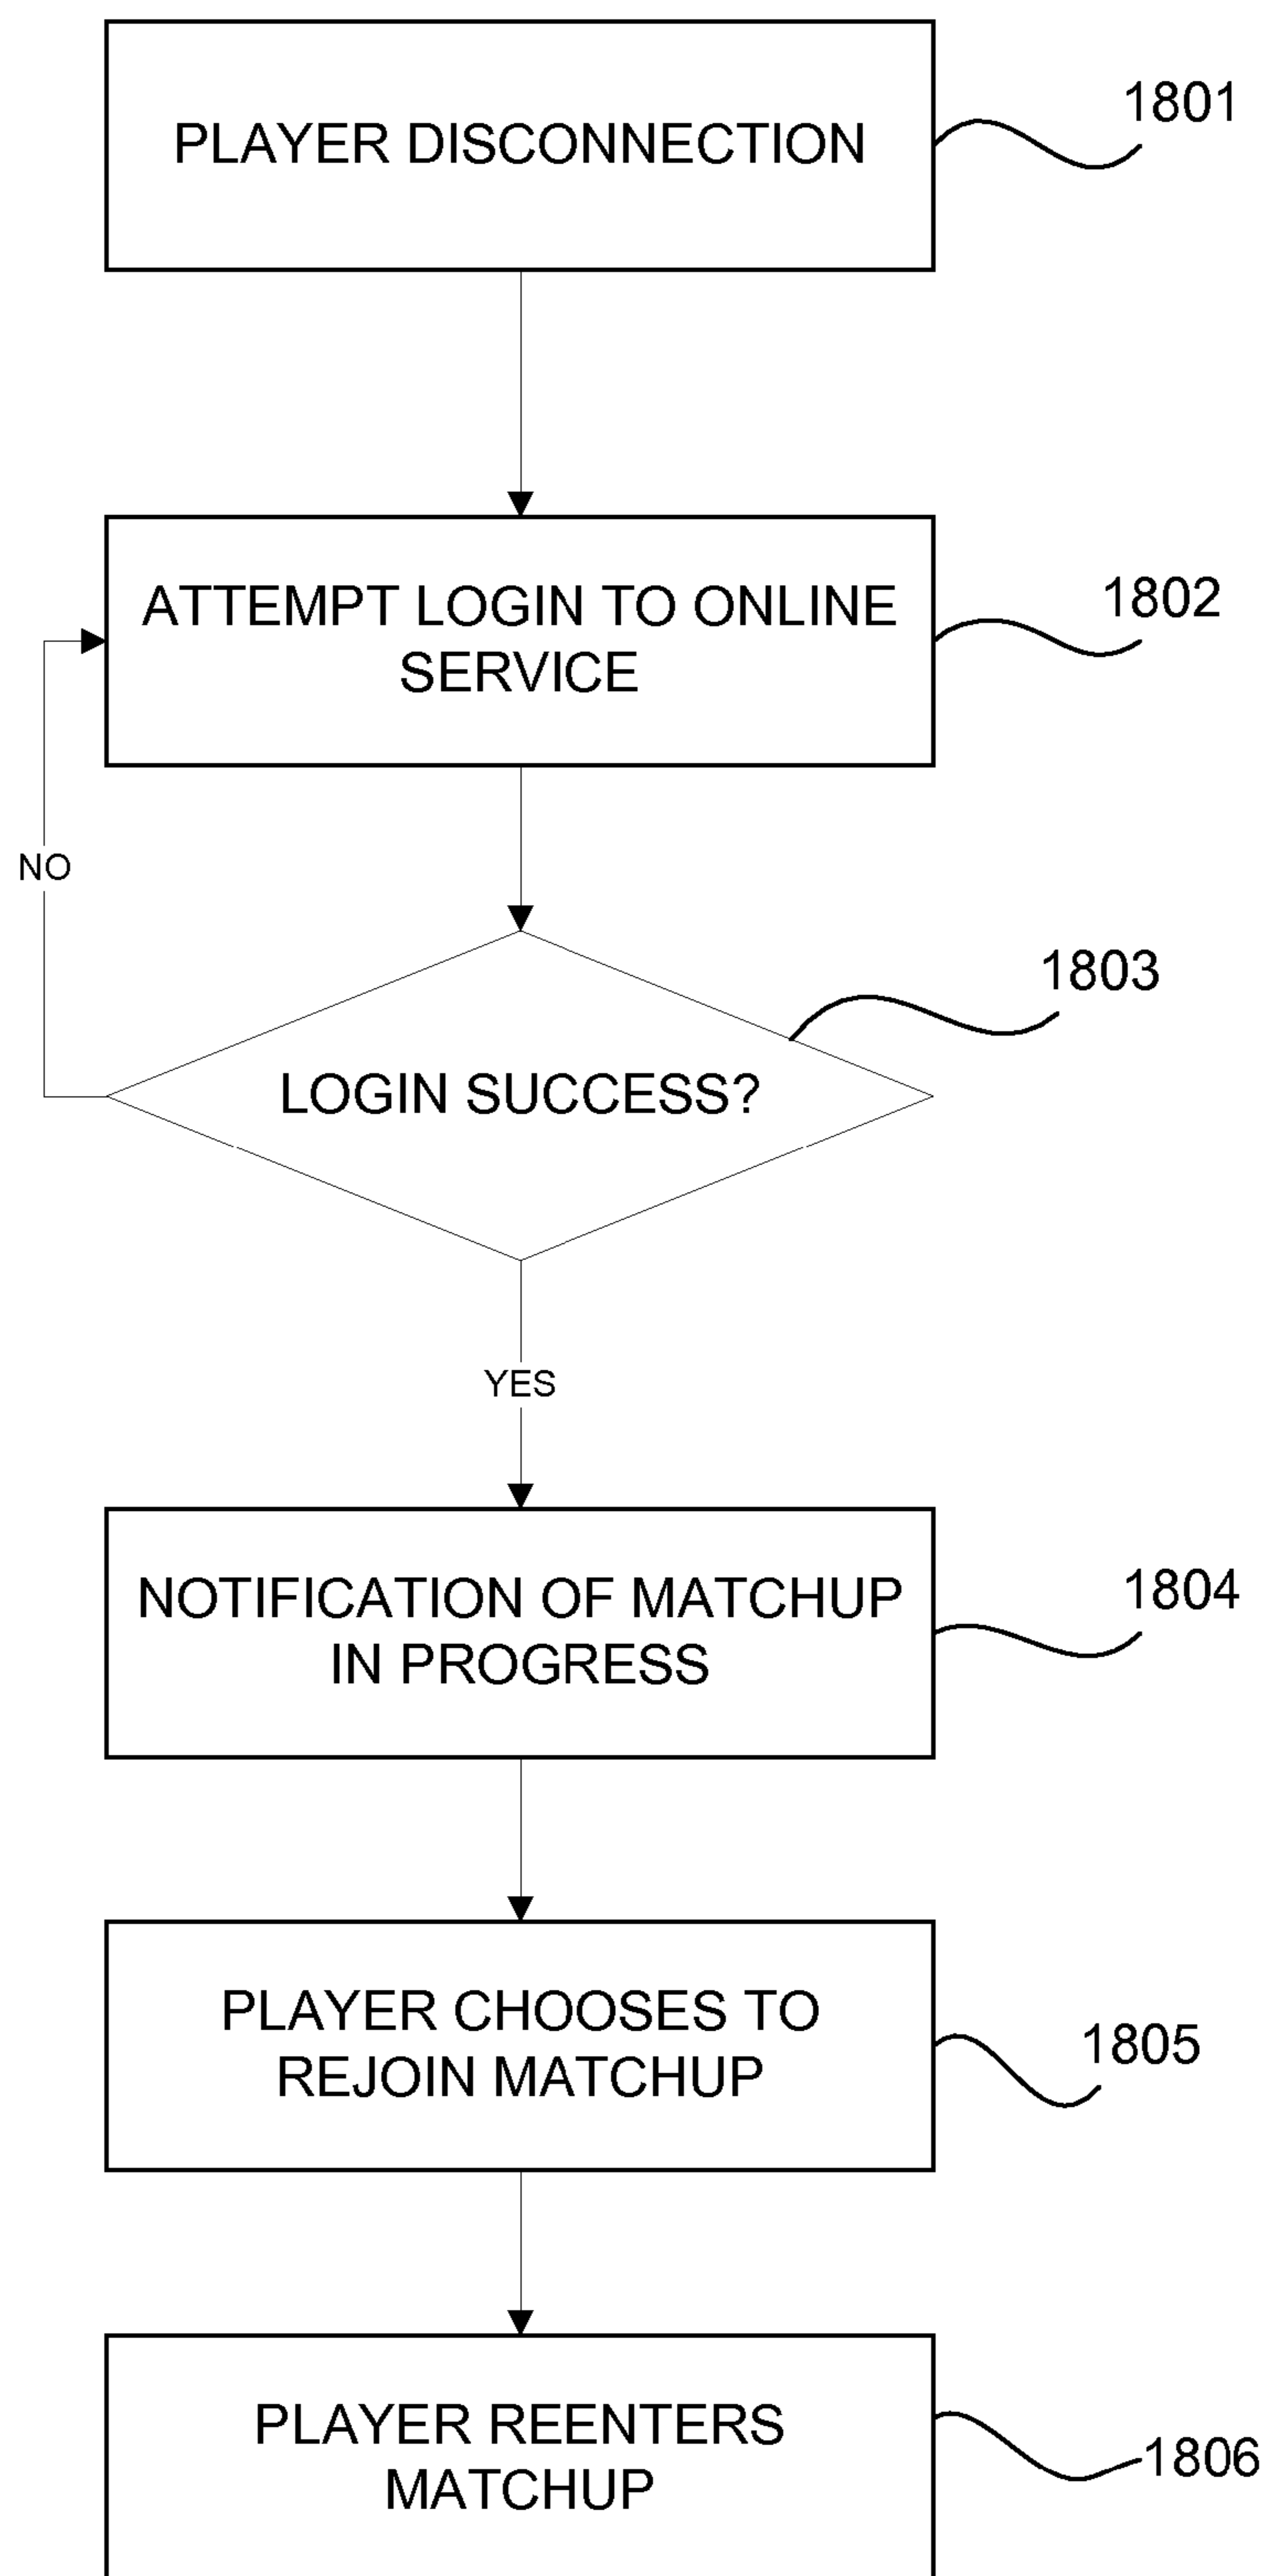 PLAYER DISCONNECTION
1801
ATTEMPT LOGIN TO ONLINE
SERVICE
1802
NO
LOGIN SUCCESS?
1803
YES
NOTIFICATION OF MATCHUP
IN PROGRESS
1804
PLAYER CHOOSES TO
REJOIN MATCHUP
1805
PLAYER REENTERS
MATCHUP
1806